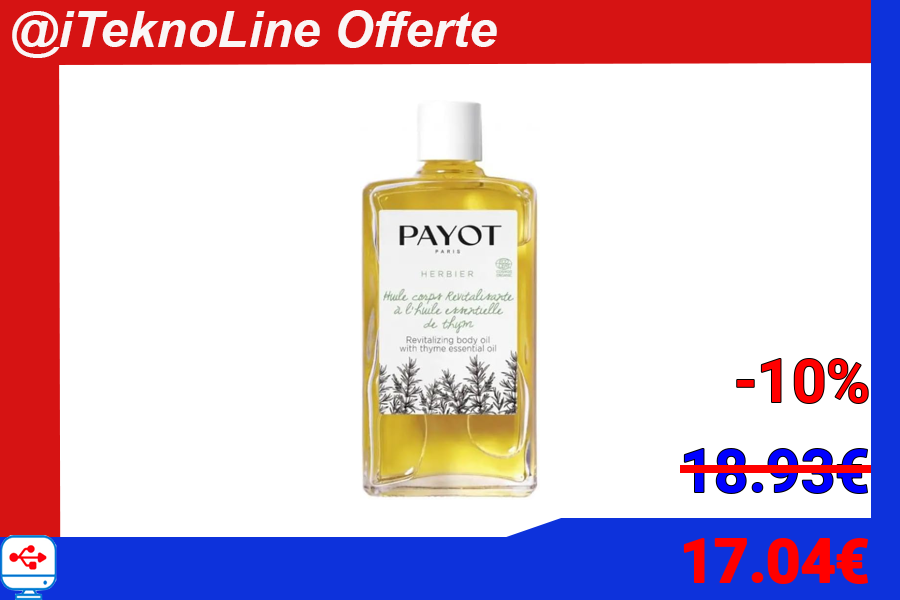 @iTeknoLine Offerte
PAYOT
PARIS
HERBIER
Huile corps Revitalisante
à l'huile essentielle
de thym
Revitalizing body oil
with thyme essential oil
-10%
18.93€
17.04€